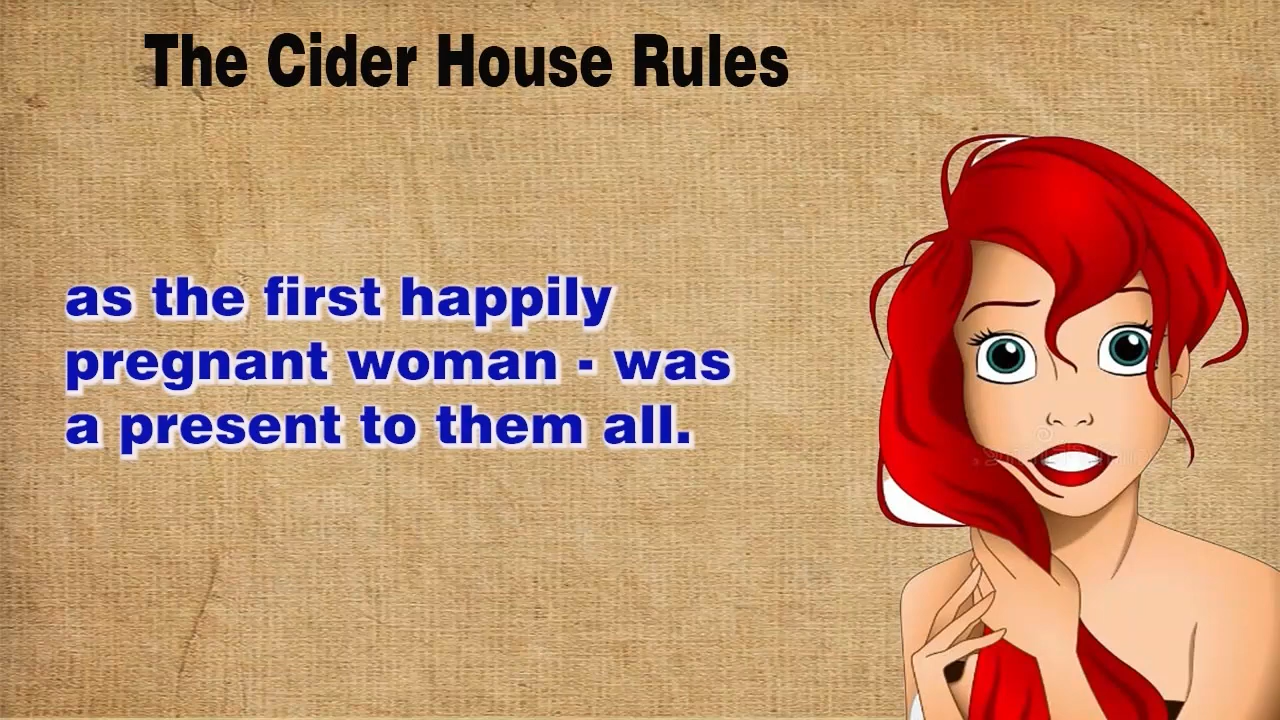 The Cider House Rules
as the first happily
pregnant woman - was
a present to them all.